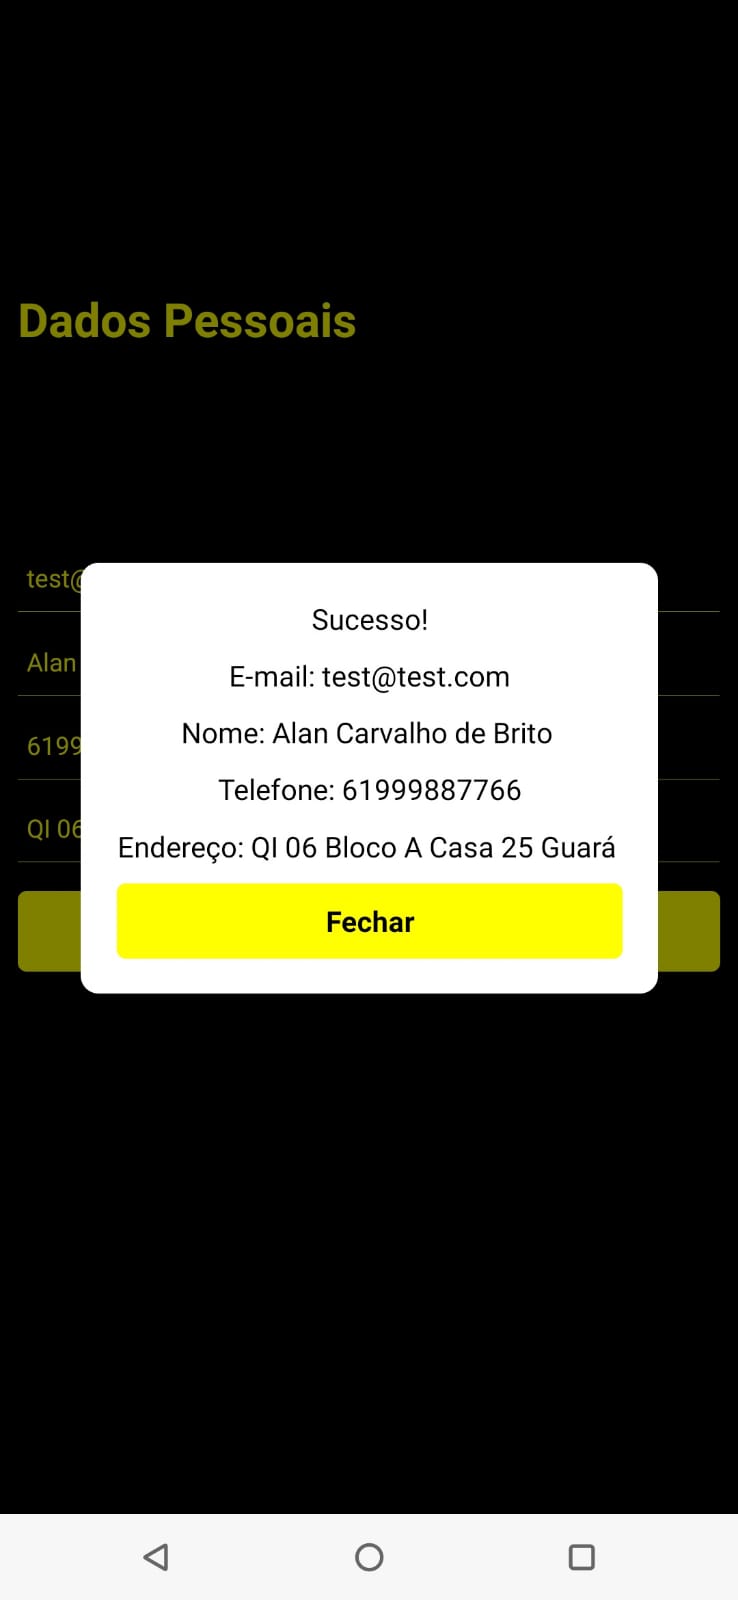 Dados Pessoais
test@
Alan
6199
QI 06
Sucesso!
E-mail: test@test.com
Nome: Alan Carvalho de Brito
Telefone: 61999887766
Endereço: QI 06 Bloco A Casa 25 Guará
Fechar